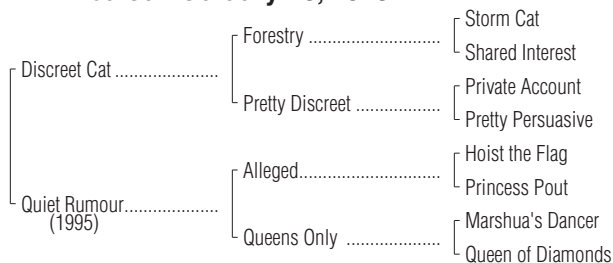 Storm Cat
Forestry ..............................
Shared Interest
Discreet Cat .......................
Private Account
Pretty Discreet ...................
Pretty Persuasive
Hoist the Flag
Alleged................................
Princess Pout
Quiet Rumour.....................
(1995)
Marshua's Dancer
Queens Only .....................
Queen of Diamonds